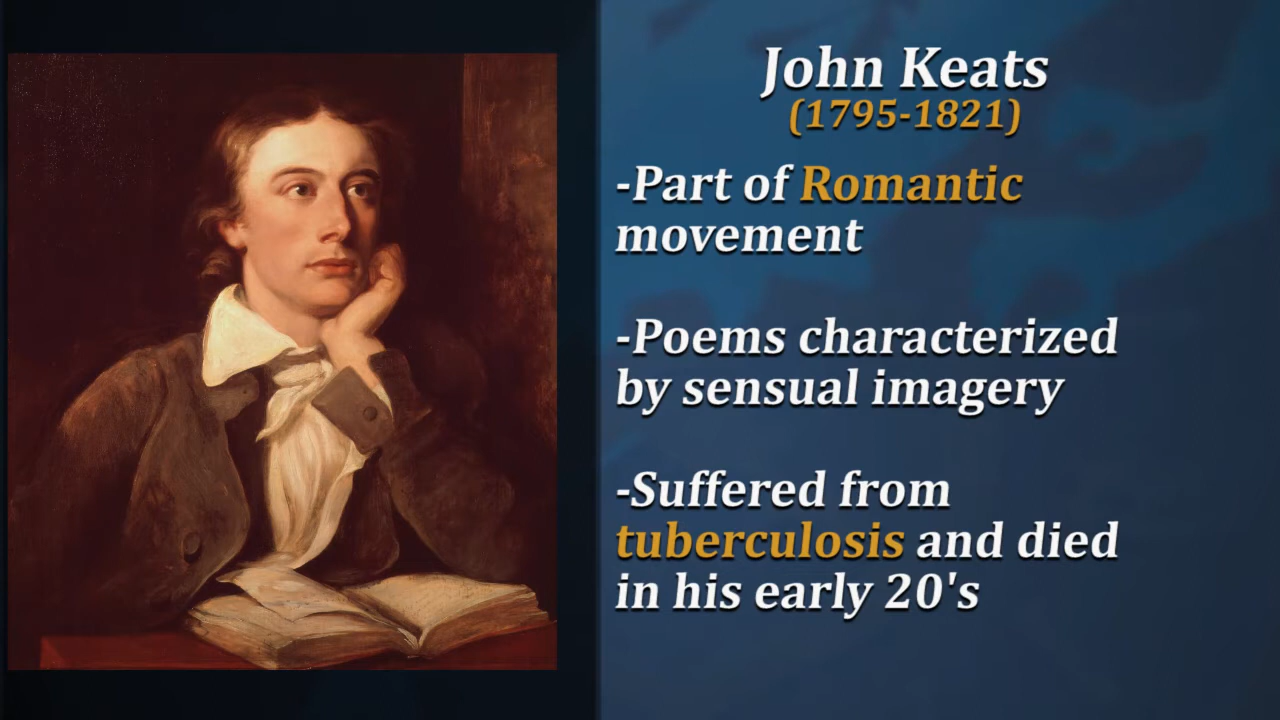 John Keats
(1795-1821)
-Part of Romantic
movement
-Poems characterized
by sensual imagery
-Suffered from
tuberculosis and died
in his early 20's